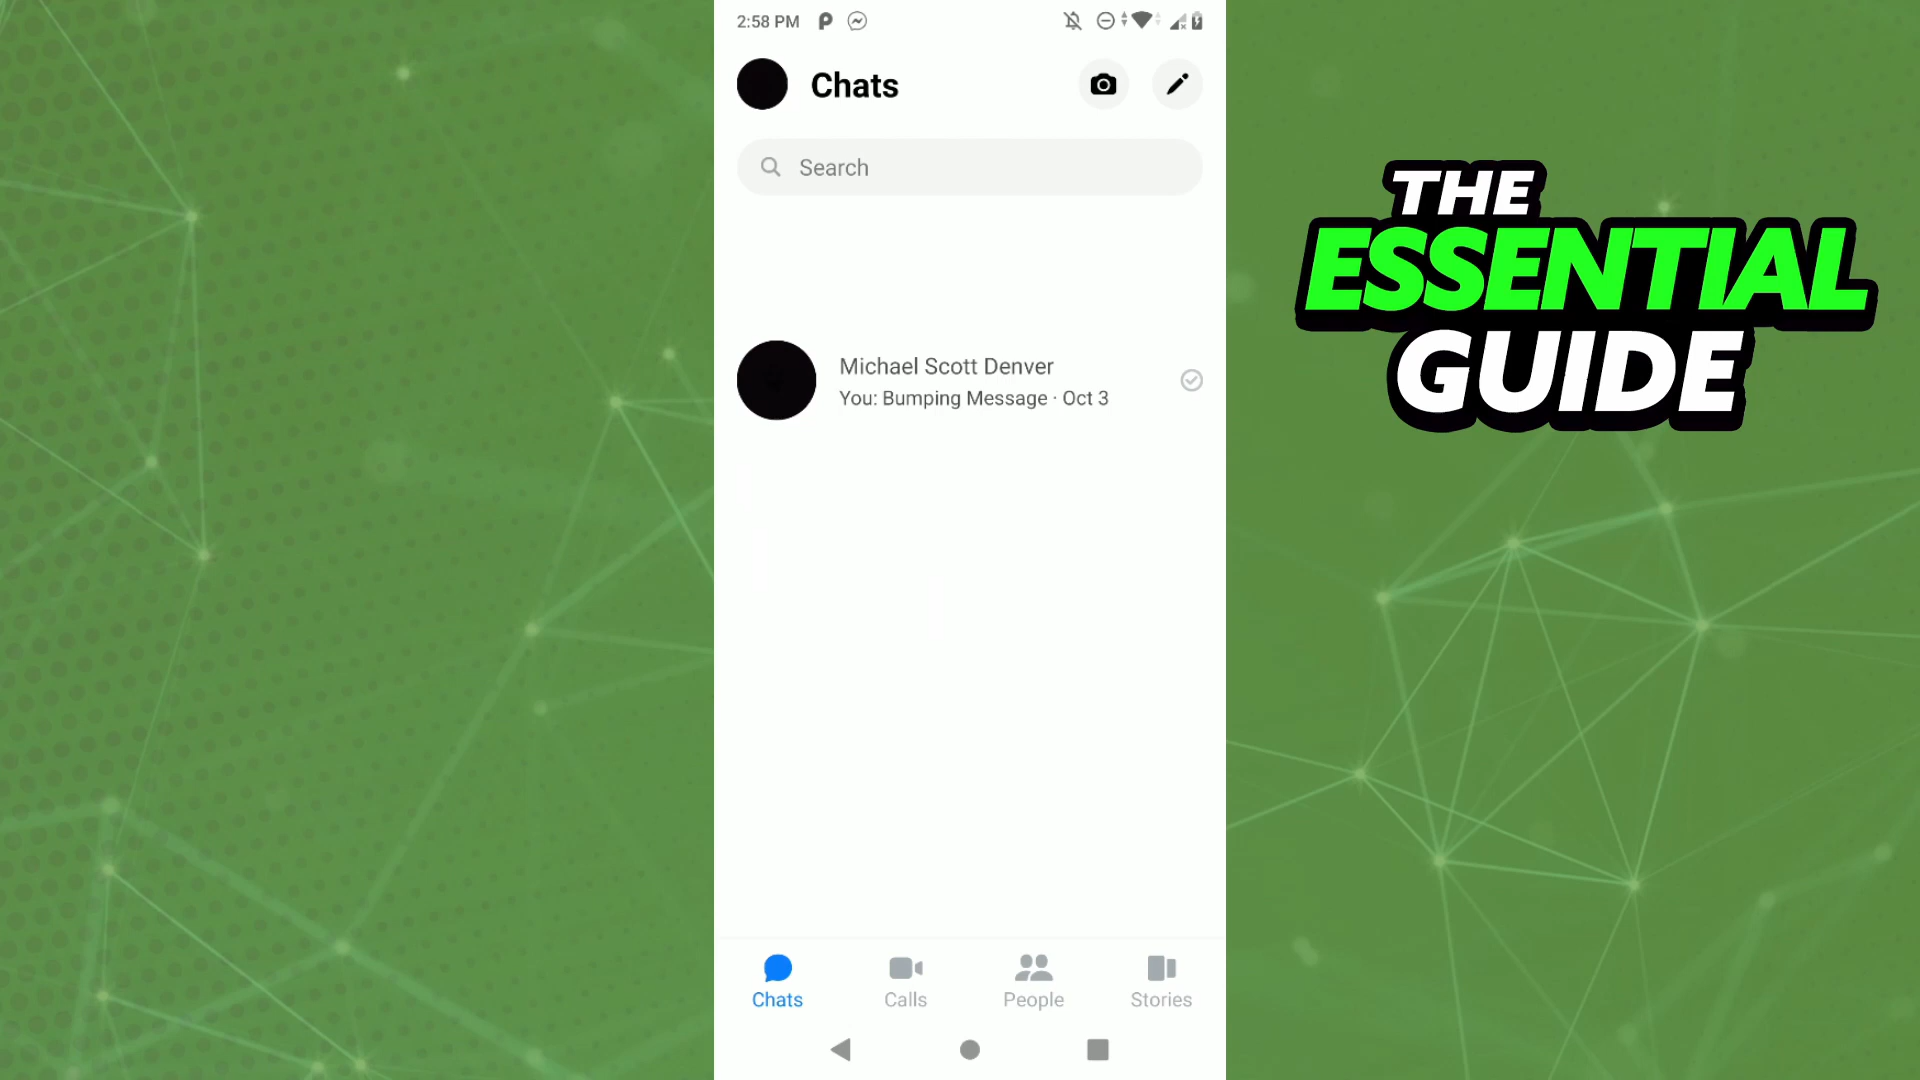 2:58 PM
Chats
Search
Michael Scott Denver
You: Bumping Message · Oct 3
Chats
Calls
People
Stories
THE
ESSENTIAL
GUIDE